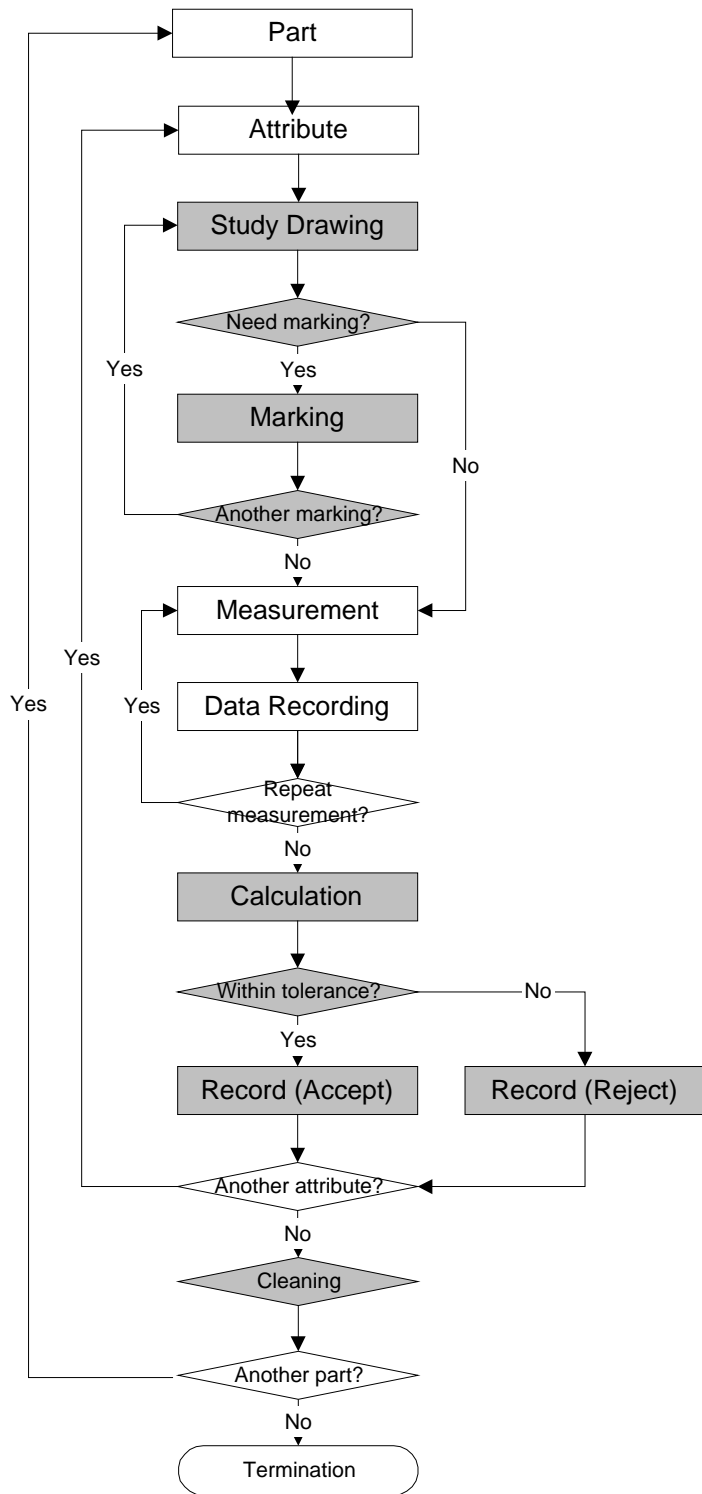 Part
Attribute
Study Drawing
Need marking?
Yes
Yes
Marking
No
Another marking?
No
Measurement
Yes
Yes
Yes
Data Recording
Repeat
measurement?
No
Calculation
Within tolerance?
No
Yes
Record (Accept)
Record (Reject)
Another attribute?
No
Cleaning
Another part?
No
Termination